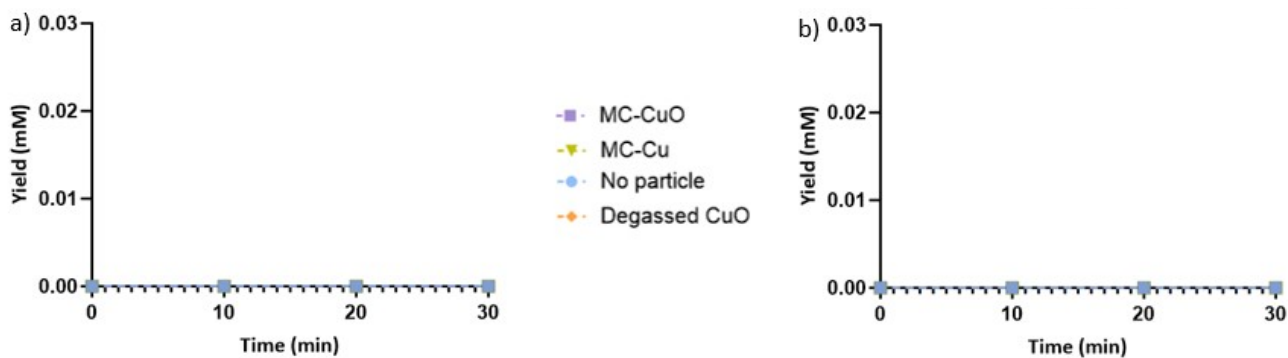 a)
0.03
0.02
0.01
0.00
Yield (mM)
0
10
20
30
Time (min)
MC-CuO
MC-Cu
No particle
Degassed CuO
b)
0.03
0.02
0.01
0.00
Yield (mM)
0
10
20
30
Time (min)